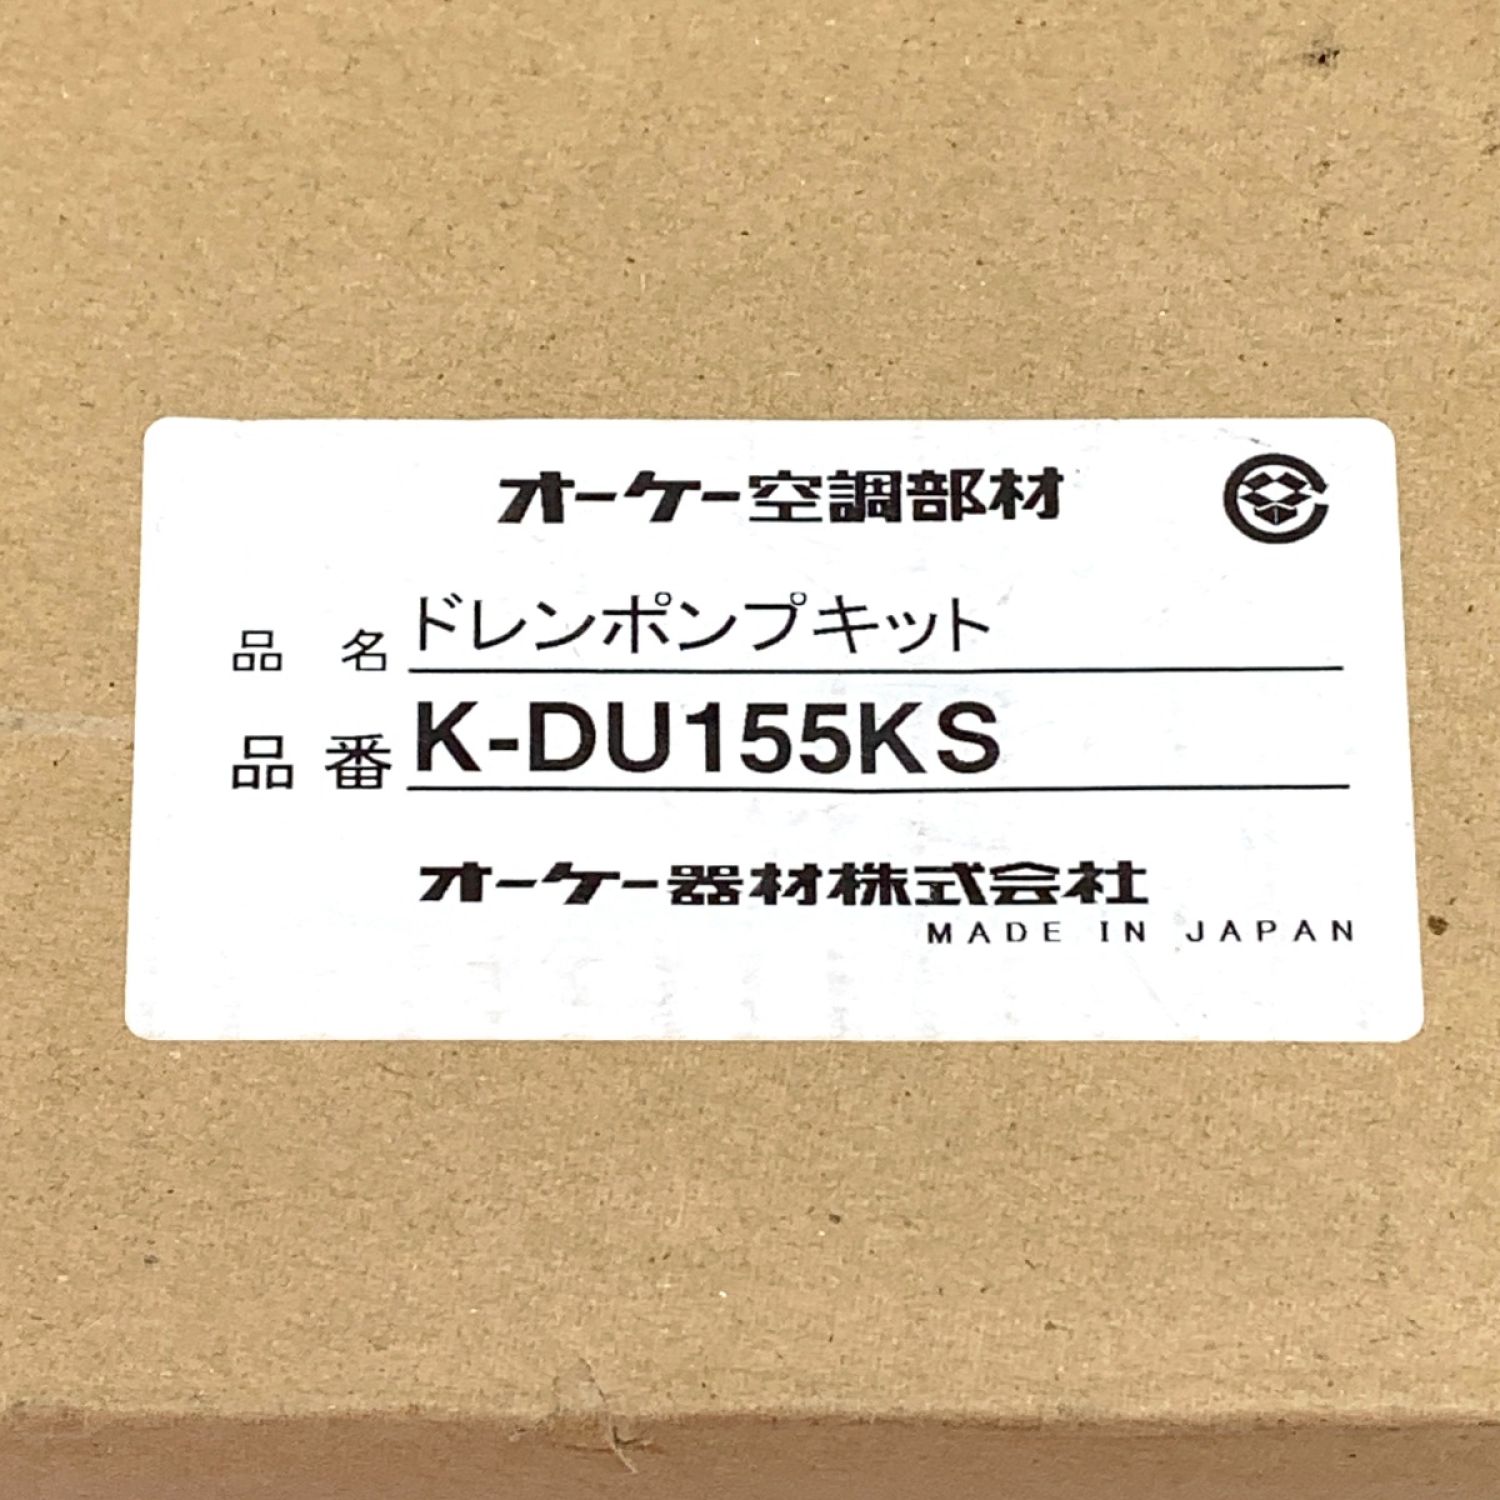 オーケー空調部材
品名 ドレンポンプキット
品番 K-DU155KS
オーケー器材株式会社
MADE IN JAPAN